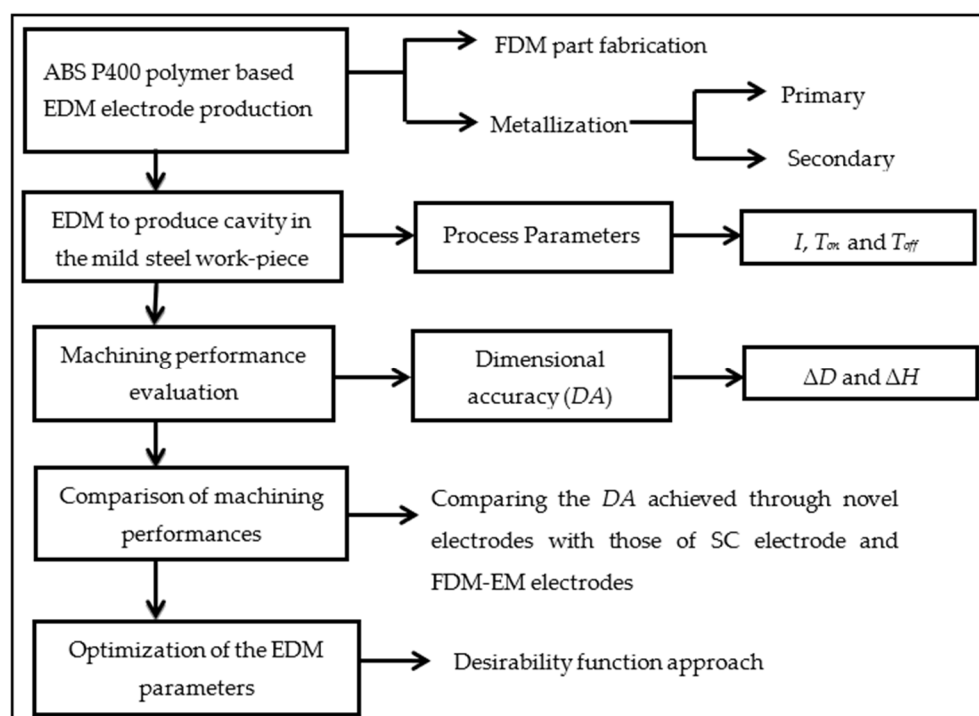 ABS P400 polymer based
EDM electrode production
FDM part fabrication
Metallization
Primary
Secondary
EDM to produce cavity in
the mild steel work-piece
Process Parameters
I, Ton and Toff
Machining performance
evaluation
Dimensional
accuracy (DA)
ΔD and ΔH
Comparison of machining
performances
Comparing the DA achieved through novel
electrodes with those of SC electrode and
FDM-EM electrodes
Optimization of the EDM
parameters
Desirability function approach